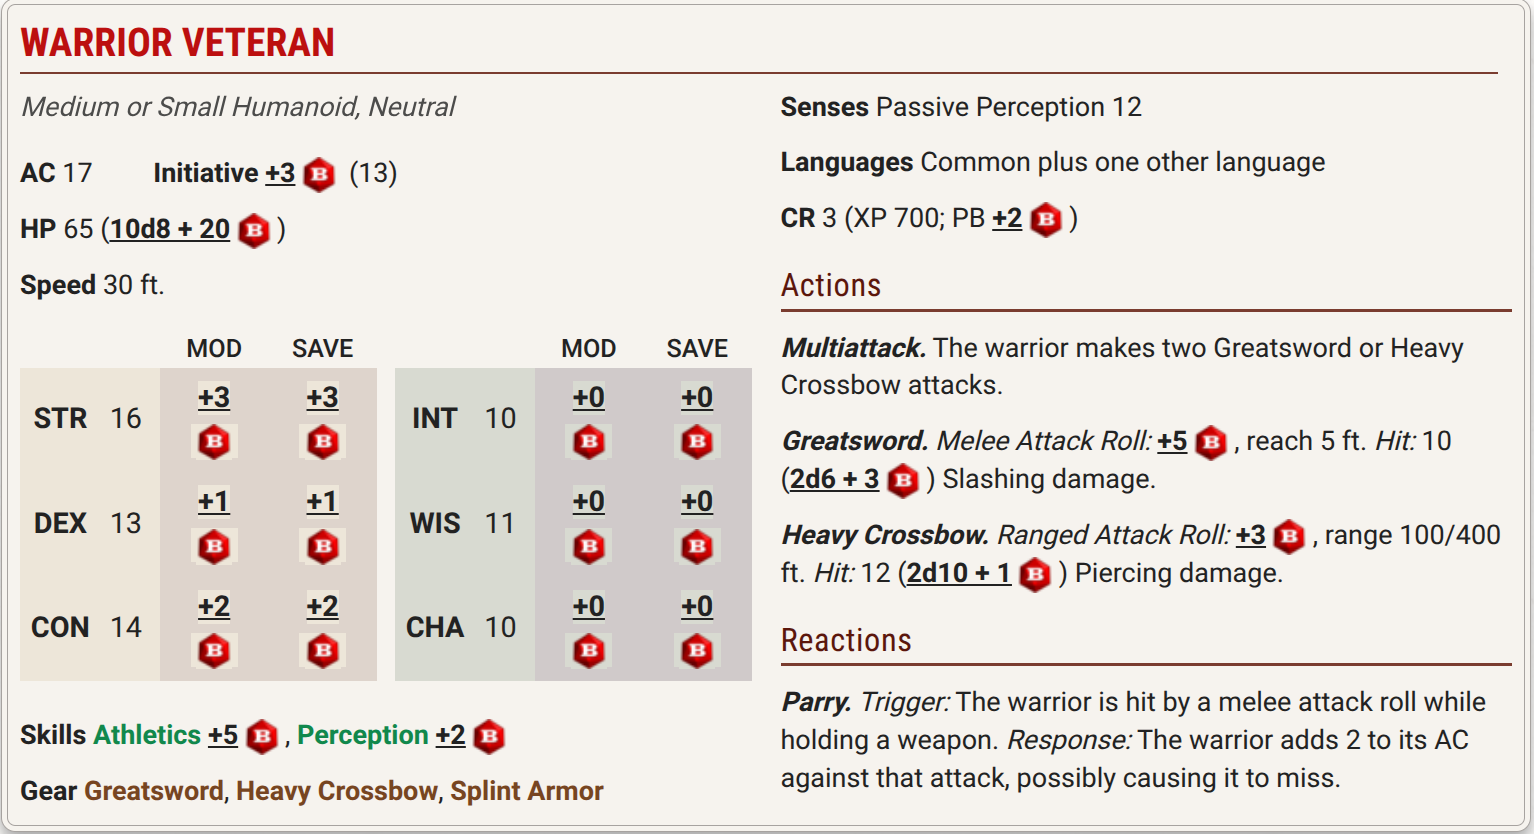 WARRIOR VETERAN
Medium or Small Humanoid, Neutral
AC 17 Initiative +3 B (13)
HP 65 (10d8 + 20 B )
Speed 30 ft.
MOD SAVE MOD SAVE
STR 16 +3 B +3 B INT 10 +0 B +0 B
DEX 13 +1 B +1 B WIS 11 +0 B +0 B
CON 14 +2 B +2 B CHA 10 +0 B +0 B
Skills Athletics +5 B , Perception +2 B
Gear Greatsword, Heavy Crossbow, Splint Armor
Senses Passive Perception 12
Languages Common plus one other language
CR 3 (XP 700; PB +2 B )
Actions
Multiattack. The warrior makes two Greatsword or Heavy
Crossbow attacks.
Greatsword. Melee Attack Roll: +5 B , reach 5 ft. Hit: 10
(2d6 + 3 B ) Slashing damage.
Heavy Crossbow. Ranged Attack Roll: +3 B , range 100/400
ft. Hit: 12 (2d10 + 1 B ) Piercing damage.
Reactions
Parry. Trigger: The warrior is hit by a melee attack roll while
holding a weapon. Response: The warrior adds 2 to its AC
against that attack, possibly causing it to miss.